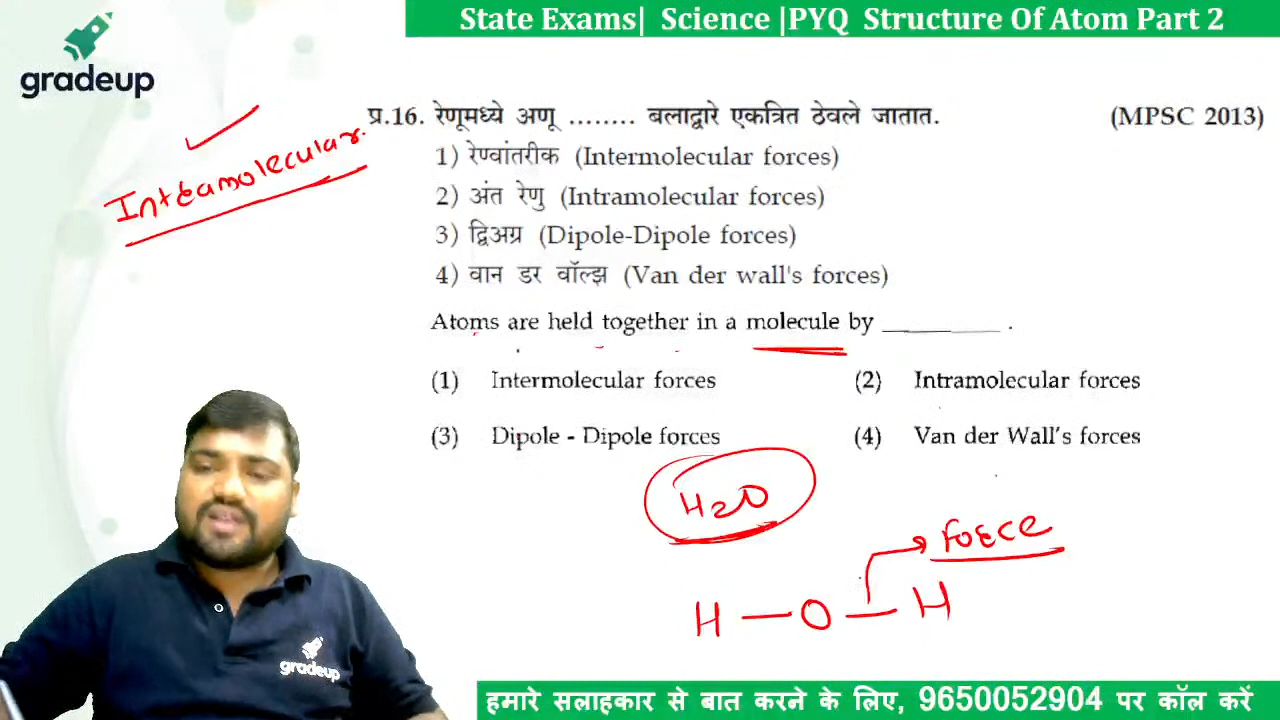 State Exams| Science |PYQ Structure Of Atom Part 2
gradeup
प्र.16. रेणूमध्ये अणू ........ बलाद्वारे एकत्रित ठेवले जातात. (MPSC 2013)
1) रेण्वांतरीक (Intermolecular forces)
2) अंत रेणु (Intramolecular forces)
3) द्विअग्र (Dipole-Dipole forces)
4) वान डर वॉल्झ (Van der wall's forces)
Intramolecular.
Atoms are held together in a molecule by ________ .
(1) Intermolecular forces (2) Intramolecular forces
(3) Dipole - Dipole forces (4) Van der Wall's forces
H2O
Force
H — O — H
gradeup
हमारे सलाहकार से बात करने के लिए, 9650052904 पर कॉल करें